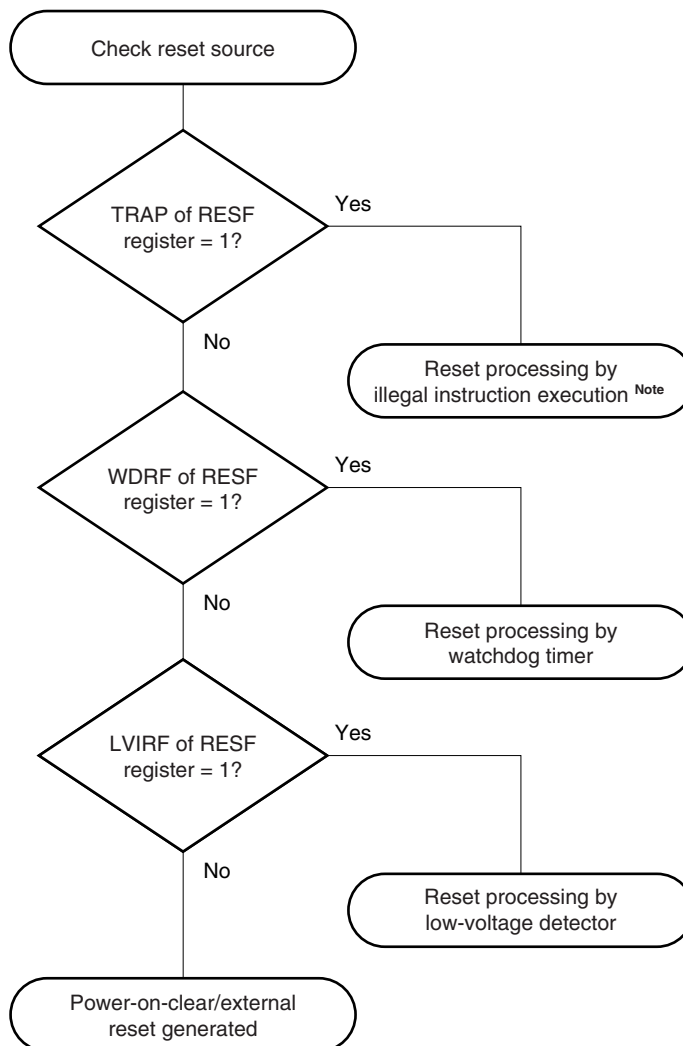 Check reset source
TRAP of RESF
register = 1?
Yes
No
Reset processing by
illegal instruction execution Note
WDRF of RESF
register = 1?
Yes
No
Reset processing by
watchdog timer
LVIRF of RESF
register = 1?
Yes
No
Reset processing by
low-voltage detector
Power-on-clear/external
reset generated